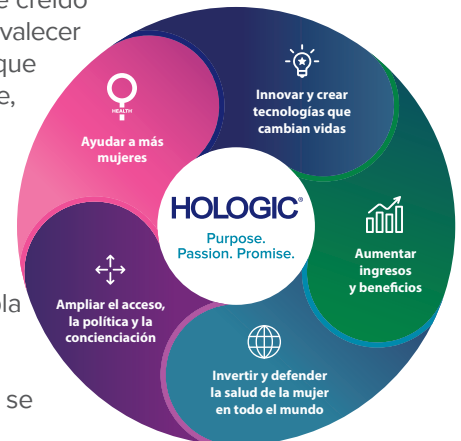 creído
valecer
que
e,
se
Innovar y crear
tecnologías que
cambian vidas
Aumentar
ingresos
y beneficios
Invertir y defender
la salud de la mujer
en todo el mundo
Ampliar el acceso,
la política y la
concienciación
HEALTH
Ayudar a más
mujeres
HOLOGIC®
Purpose.
Passion. Promise.